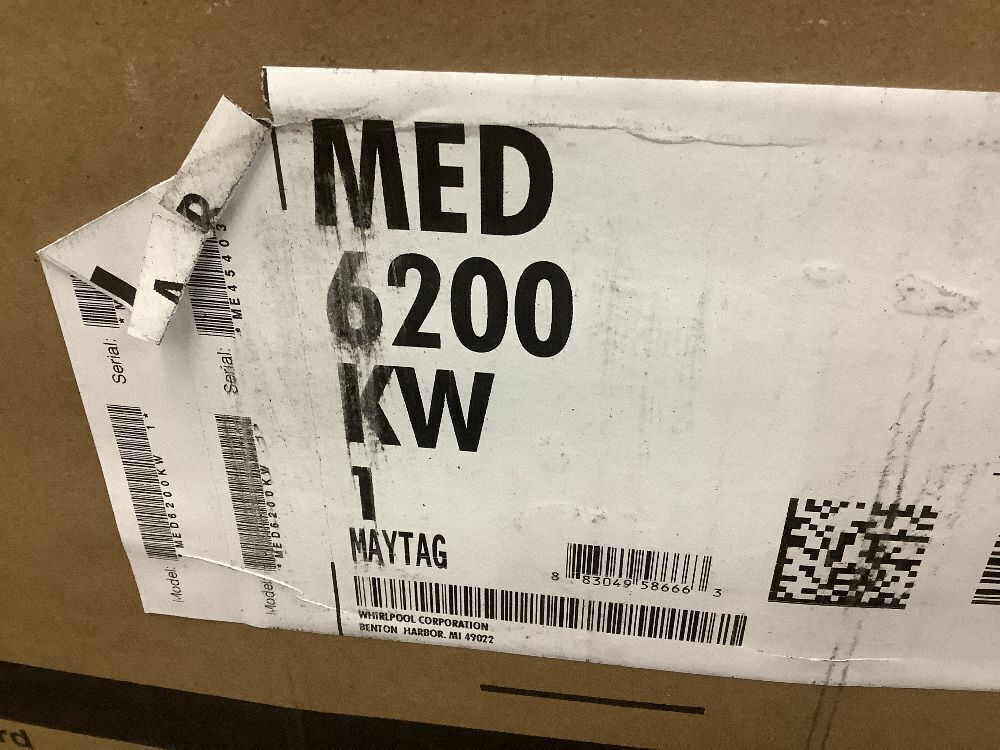 MED
6200
KW
1
MAYTAG
8 83049 58666 3
WHIRLPOOL CORPORATION
BENTON HARBOR. MI 49022
Serial:
Model: *MED6200KW 1*
Serial: *ME45403
Model: *MED6200KW